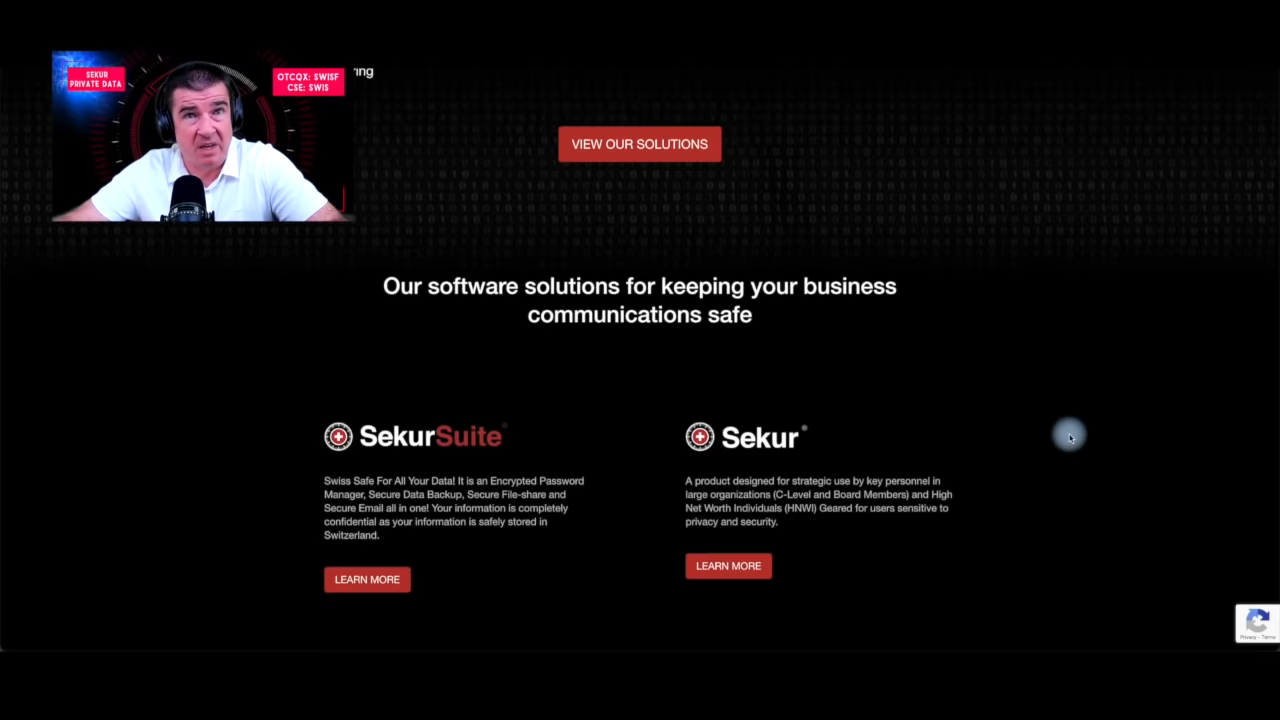 SEKUR
PRIVATE DATA
OTCQX: SWISF
CSE: SWIS
ring
VIEW OUR SOLUTIONS
Our software solutions for keeping your business
communications safe
SekurSuite®
Swiss Safe For All Your Data! It is an Encrypted Password
Manager, Secure Data Backup, Secure File-share and
Secure Email all in one! Your information is completely
confidential as your information is safely stored in
Switzerland.
LEARN MORE
Sekur®
A product designed for strategic use by key personnel in
large organizations (C-Level and Board Members) and High
Net Worth Individuals (HNWI) Geared for users sensitive to
privacy and security.
LEARN MORE
Privacy - Terms